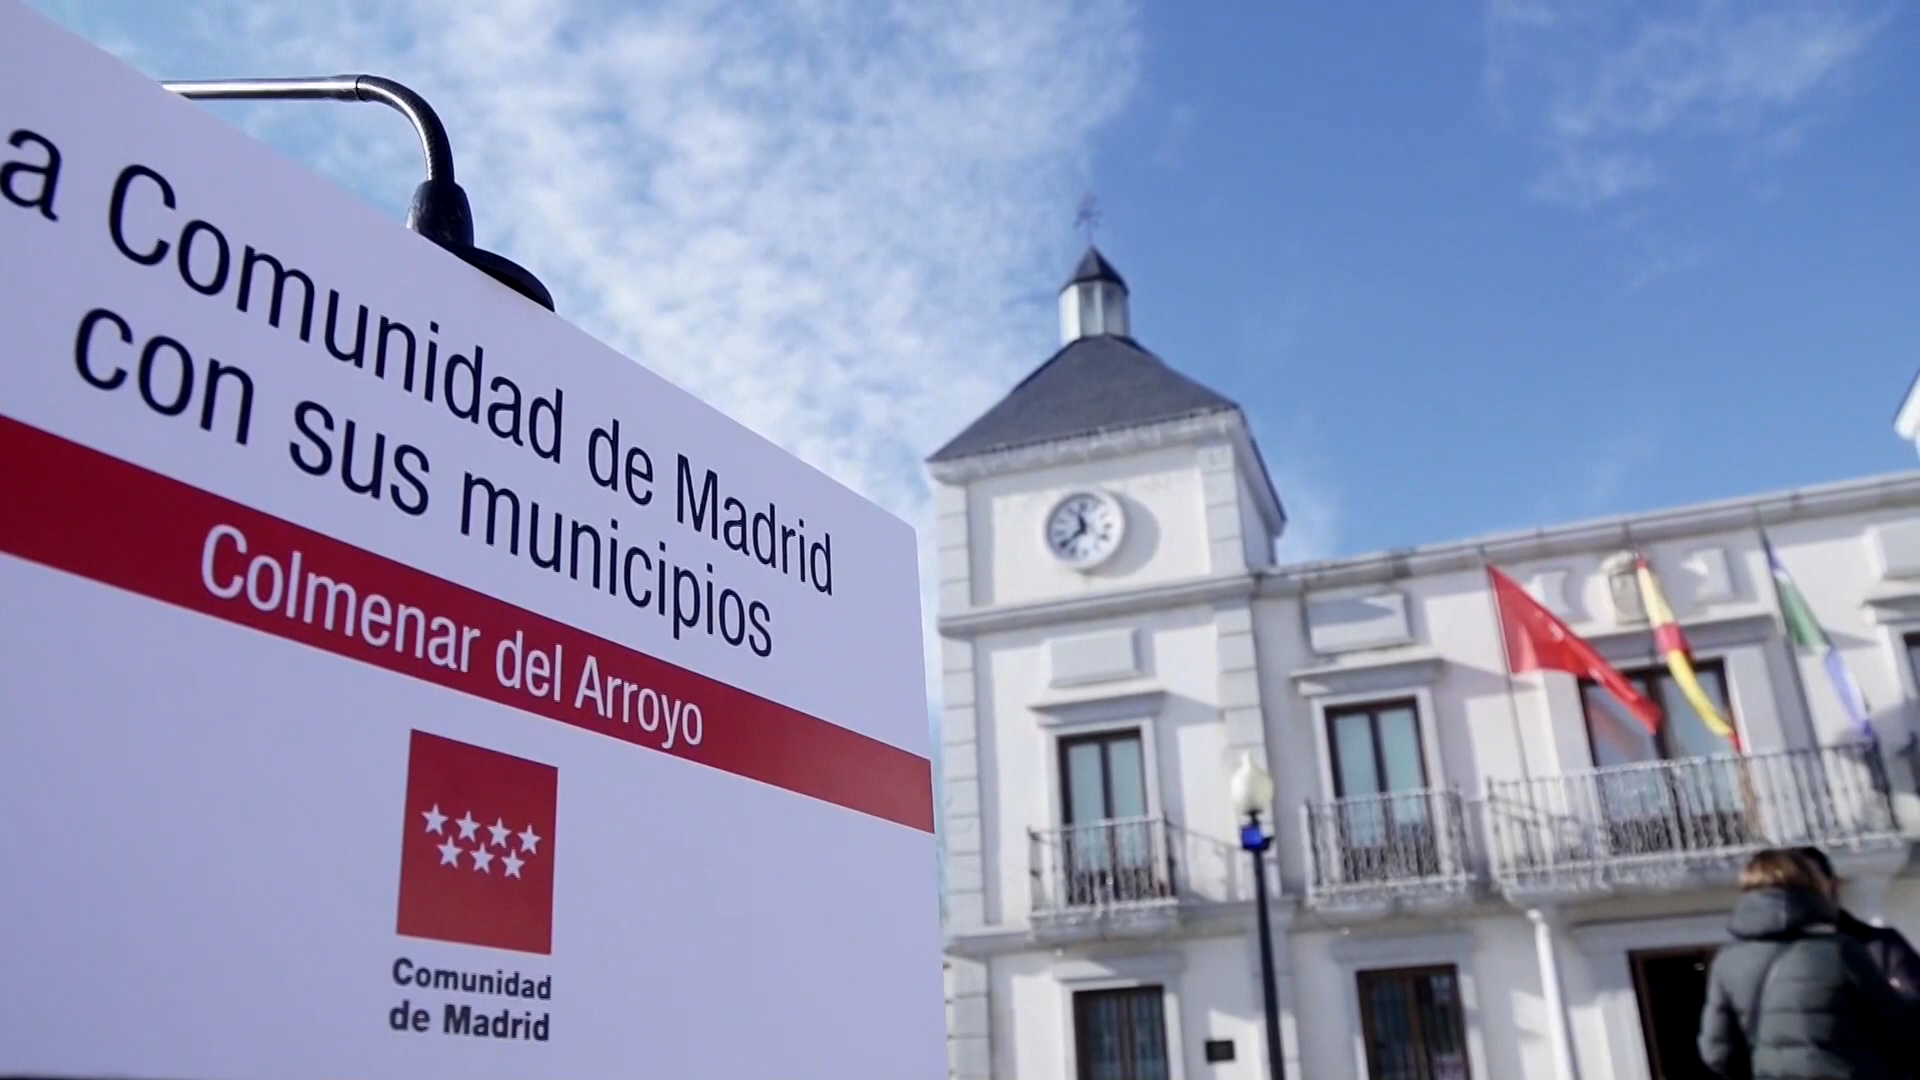 a Comunidad de Madrid
con sus municipios
Colmenar del Arroyo
Comunidad
de Madrid